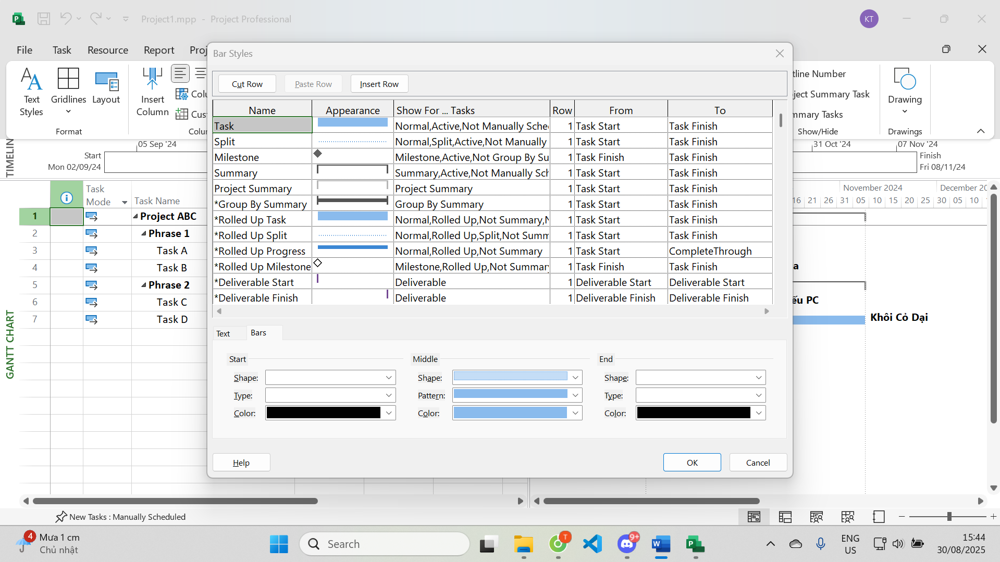 Project1.mpp - Project Professional
KT
File Task Resource Report Proj
Text Styles
Gridlines
Layout
Format
Insert Column
Colu
Cust
Colu
tline Number
ject Summary Task
mmary Tasks
Show/Hide
Drawing
Drawings
TIMELIN
05 Sep '24
31 Oct '24
07 Nov '24
Start
Mon 02/09/24
Finish
Fri 08/11/24
Bar Styles
Cut Row
Paste Row
Insert Row
Name Appearance Show For ... Tasks Row From To
Task Normal,Active,Not Manually Sche 1 Task Start Task Finish
Split Normal,Split,Active,Not Manually 1 Task Start Task Finish
Milestone Milestone,Active,Not Group By Su 1 Task Finish Task Finish
Summary Summary,Active,Not Manually Sch 1 Task Start Task Finish
Project Summary Project Summary 1 Task Start Task Finish
*Group By Summary Group By Summary 1 Task Start Task Finish
*Rolled Up Task Normal,Rolled Up,Not Summary,N 1 Task Start Task Finish
*Rolled Up Split Normal,Rolled Up,Split,Not Summ 1 Task Start Task Finish
*Rolled Up Progress Normal,Rolled Up,Not Summary 1 Task Start CompleteThrough
*Rolled Up Milestone Milestone,Rolled Up,Not Summar 1 Task Finish Task Finish
*Deliverable Start Deliverable 1 Deliverable Start Deliverable Start
*Deliverable Finish Deliverable 1 Deliverable Finish Deliverable Finish
Text Bars
Start Middle End
Shape: Shape: Shape:
Type: Pattern: Type:
Color: Color: Color:
Help
OK
Cancel
GANTT CHART
Task Mode
Task Name
1 Project ABC
2 Phrase 1
3 Task A
4 Task B
5 Phrase 2
6 Task C
7 Task D
November 2024
December 20
16 21 26 31 05 10 15 20 25 30 05 10
a
ếu PC
Khôi Cỏ Dại
New Tasks : Manually Scheduled
4
Mưa 1 cm
Chủ nhật
Search
T
9+
ENG
US
15:44
30/08/2025